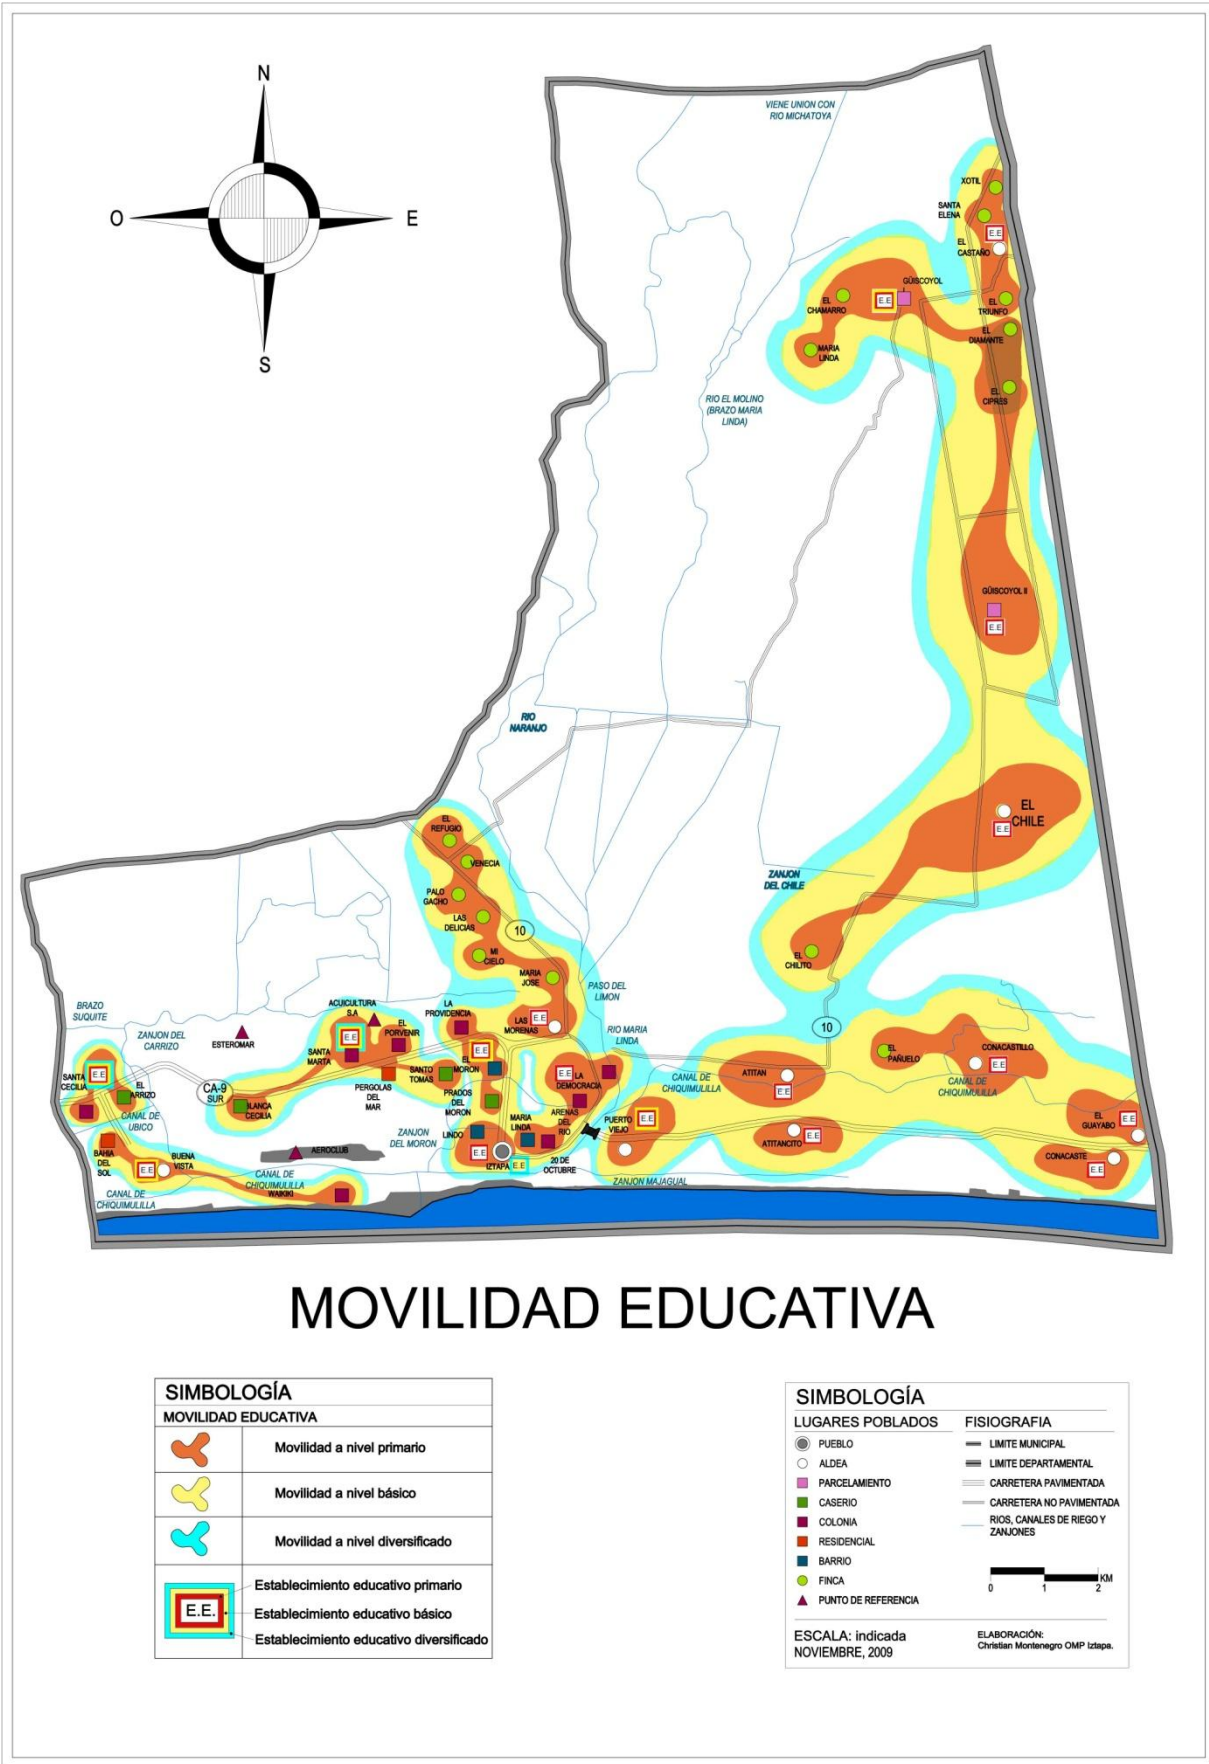 N
O
E
S
VIENE UNION CON
RIO MICHATOYA
XOTIL
SANTA
ELENA
E.E
EL
CASTAÑO
GÜISCOYOL
EL
CHAMARRO
E.E
EL
TRIUNFO
EL
DIAMANTE
MARIA
LINDA
EL
CIPRES
RIO EL MOLINO
(BRAZO MARIA
LINDA)
GÜISCOYOL II
E.E
RIO
NARANJO
EL
CHILE
E.E
EL
REFUGIO
VENECIA
ZANJON
DEL CHILE
PALO
GACHO
LAS
DELICIAS
10
MI
CIELO
EL
CHILITO
MARIA
JOSE
PASO DEL
LIMON
BRAZO
SUQUITE
ACUICULTURA
S.A
LA
PROVIDENCIA
LAS
MORENAS
E.E
10
ZANJON DEL
CARRIZO
ESTEROMAR
E.E
EL
PORVENIR
RIO MARIA
LINDA
SANTA
MARTA
E.E
EL
MORON
EL
PAÑUELO
CONACASTILLO
E.E
SANTA
CECILIA
E.E
EL
ARRIZO
CA-9
SUR
BLANCA
CECILIA
PERGOLAS
DEL
MAR
SANTO
TOMAS
E.E
LA
DEMOCRACIA
CANAL DE
CHIQUIMULILLA
ATITAN
E.E
CANAL DE
CHIQUIMULILLA
PRADOS
DEL
MORON
CANAL DE
UBICO
ARENAS
DEL
RIO
PUERTO
VIEJO
E.E
EL
GUAYABO
E.E
ZANJON
DEL MORON
LINDO
MARIA
LINDA
ATITANCITO
E.E
BAHIA
DEL
SOL
BUENA
VISTA
E.E
AEROCLUB
E.E
IZTAPA
E.E
20 DE
OCTUBRE
CONACASTE
E.E
CANAL DE
CHIQUIMULILLA
WAIKIKI
ZANJON MAJAGUAL
CANAL DE
CHIQUIMULILLA
MOVILIDAD EDUCATIVA
SIMBOLOGÍA
MOVILIDAD EDUCATIVA
Movilidad a nivel primario
Movilidad a nivel básico
Movilidad a nivel diversificado
E.E.
Establecimiento educativo primario
Establecimiento educativo básico
Establecimiento educativo diversificado
SIMBOLOGÍA
LUGARES POBLADOS
PUEBLO
ALDEA
PARCELAMIENTO
CASERIO
COLONIA
RESIDENCIAL
BARRIO
FINCA
PUNTO DE REFERENCIA
FISIOGRAFIA
LIMITE MUNICIPAL
LIMITE DEPARTAMENTAL
CARRETERA PAVIMENTADA
CARRETERA NO PAVIMENTADA
RIOS, CANALES DE RIEGO Y
ZANJONES
KM
0 1 2
ESCALA: indicada
NOVIEMBRE, 2009
ELABORACIÓN:
Christian Montenegro OMP Iztapa.